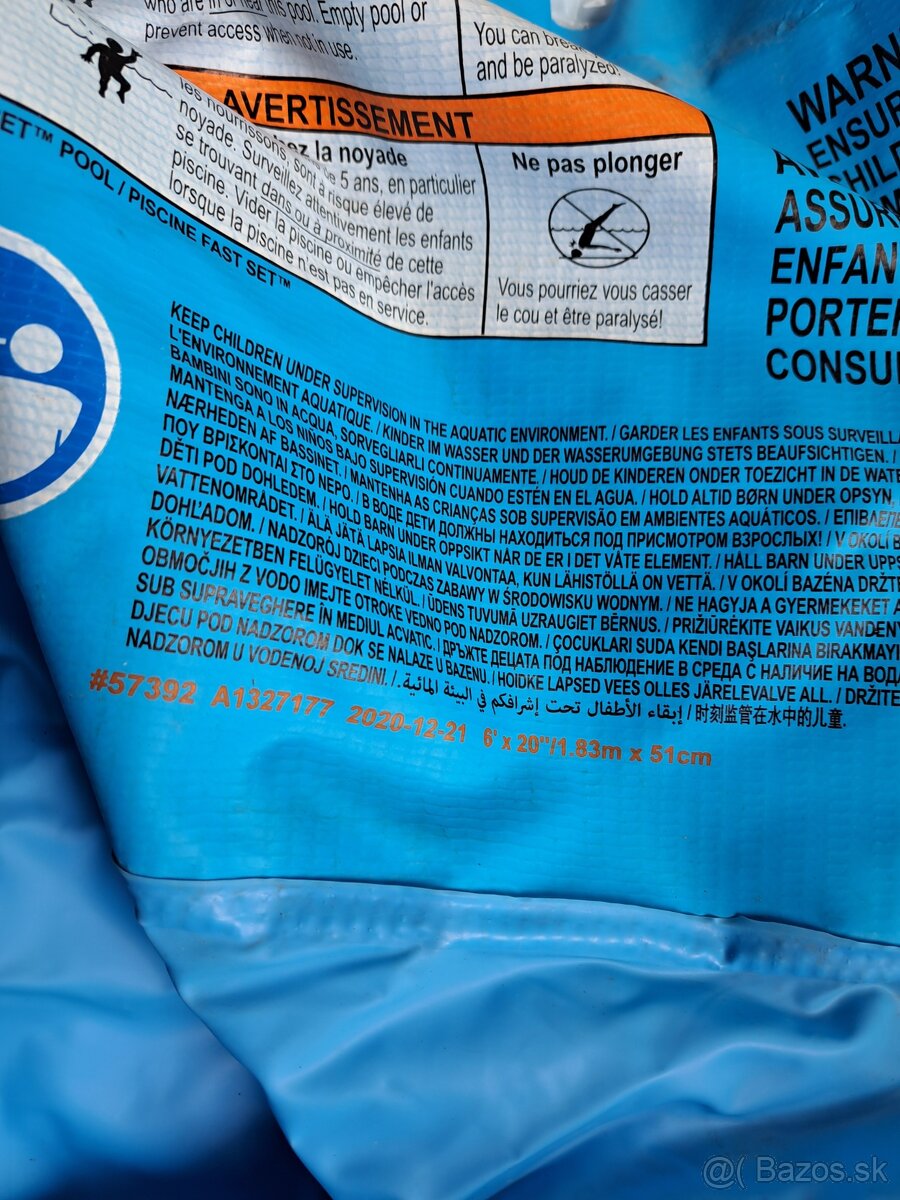 who are in or near this pool. Empty pool or
prevent access when not in use.
You can
and be paralyzed!
AVERTISSEMENT
la noyade
les nourrissons, sont à 5 ans, en particulier
noyade. Surveillez risque élevé de
se trouvant dans ou à proximité les enfants
piscine. Vider la piscine ou empêcher de cette
lorsque la piscine n'est pas en service. l'accès
Ne pas plonger
Vous pourriez vous casser
le cou et être paralysé!
SET™ POOL / PISCINE FAST SET™
WARN
ENSUR
CHIL
ASSUR
ENFAN
PORTE
CONSU
KEEP CHILDREN UNDER SUPERVISION IN THE AQUATIC ENVIRONMENT. / GARDER LES ENFANTS SOUS SURVEILLA
L'ENVIRONNEMENT AQUATIQUE. / KINDER IM WASSER UND DER WASSERUMGEBUNG STETS BEAUFSICHTIGEN. /
BAMBINI SONO IN ACQUA, SORVEGLIARLI CONTINUAMENTE. / HOUD DE KINDEREN ONDER TOEZICHT IN DE WATE
MANTENGA A LOS NIÑOS BAJO SUPERVISIÓN CUANDO ESTÉN EN EL AGUA. / HOLD ALTID BØRN UNDER OPSYN,
NÆRHEDEN AF BASSINET. / MANTENHA AS CRIANÇAS SOB SUPERVISÃO EM AMBIENTES AQUÁTICOS. / ΕΠΙΒΛΕΠΕ
ΠΟΥ ΒΡΙΣΚΟΝΤΑΙ ΣΤΟ ΝΕΡΟ. / В ВОДЕ ДЕТИ ДОЛЖНЫ НАХОДИТЬСЯ ПОД ПРИСМОТРОМ ВЗРОСЛЫХ! / V OKOLÍ B
DĚTI POD DOHLEDEM. / HOLD BARN UNDER OPPSIKT NÅR DE ER I DET VÅTE ELEMENT. / HÅLL BARN UNDER UPPS
VATTENOMRÅDET. / ÄLÄ JÄTÄ LAPSIA ILMAN VALVONTAA, KUN LÄHISTÖLLÄ ON VETTÄ. / V OKOLÍ BAZÉNA DRŽTE
DOHĽADOM. / NADZORÓJ DZIECI PODCZAS ZABAWY W ŚRODOWISKU WODNYM. / NE HAGYJA A GYERMEKEKET A
KÖRNYEZETBEN FELÜGYELET NÉLKÜL. / ŪDENS TUVUMĀ UZRAUGIET BĒRNUS. / PRIŽIŪRĖKITE VAIKUS VANDENY
OBMOČJIH Z VODO IMEJTE OTROKE VEDNO POD NADZOROM. / ÇOCUKLARI SUDA KENDİ BAŞLARINA BIRAKMAYI
SUB SUPRAVEGHERE ÎN MEDIUL ACVATIC. / ДРЪЖТЕ ДЕЦАТА ПОД НАБЛЮДЕНИЕ В СРЕДА С НАЛИЧИЕ НА ВОДА
DJECU POD NADZOROM DOK SE NALAZE U BAZENU. / HOIDKE LAPSED VEES OLLES JÄRELEVALVE ALL. / DRŽITE
NADZOROM U VODENOJ SREDINI. / إبقاء الأطفال تحت إشرافكم في البيئة المائية. / 时刻监管在水中的儿童.
#57392 A1327177 2020-12-21 6' x 20"/1.83m x 51cm
@( Bazos.sk